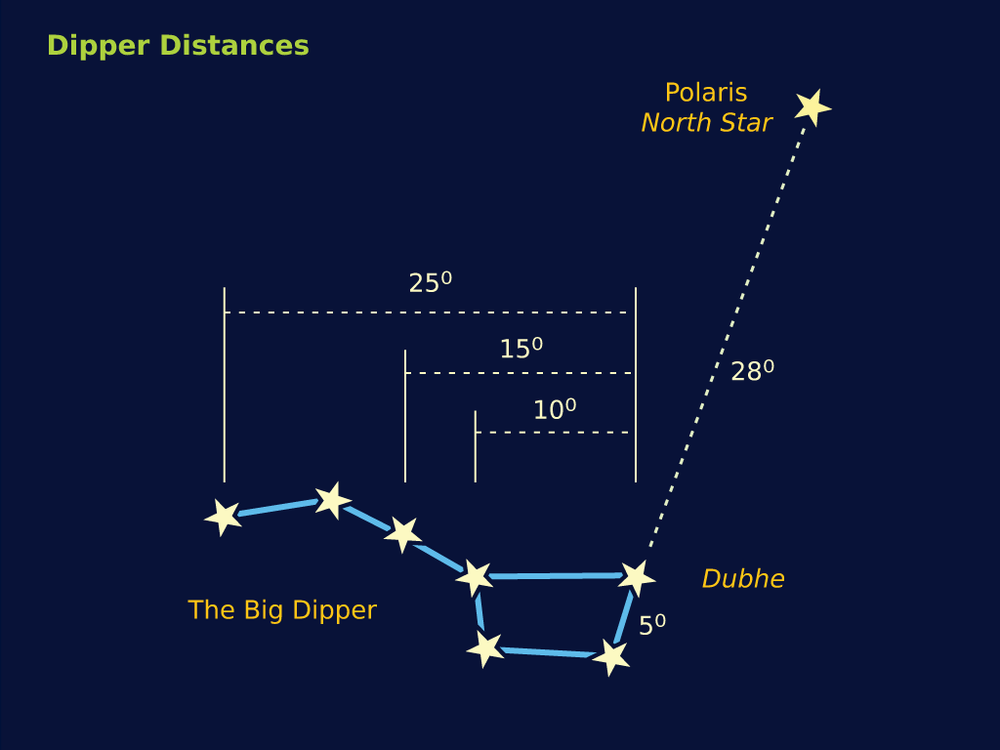 Dipper Distances
Polaris
North Star
25⁰
15⁰
28⁰
10⁰
Dubhe
The Big Dipper
5⁰